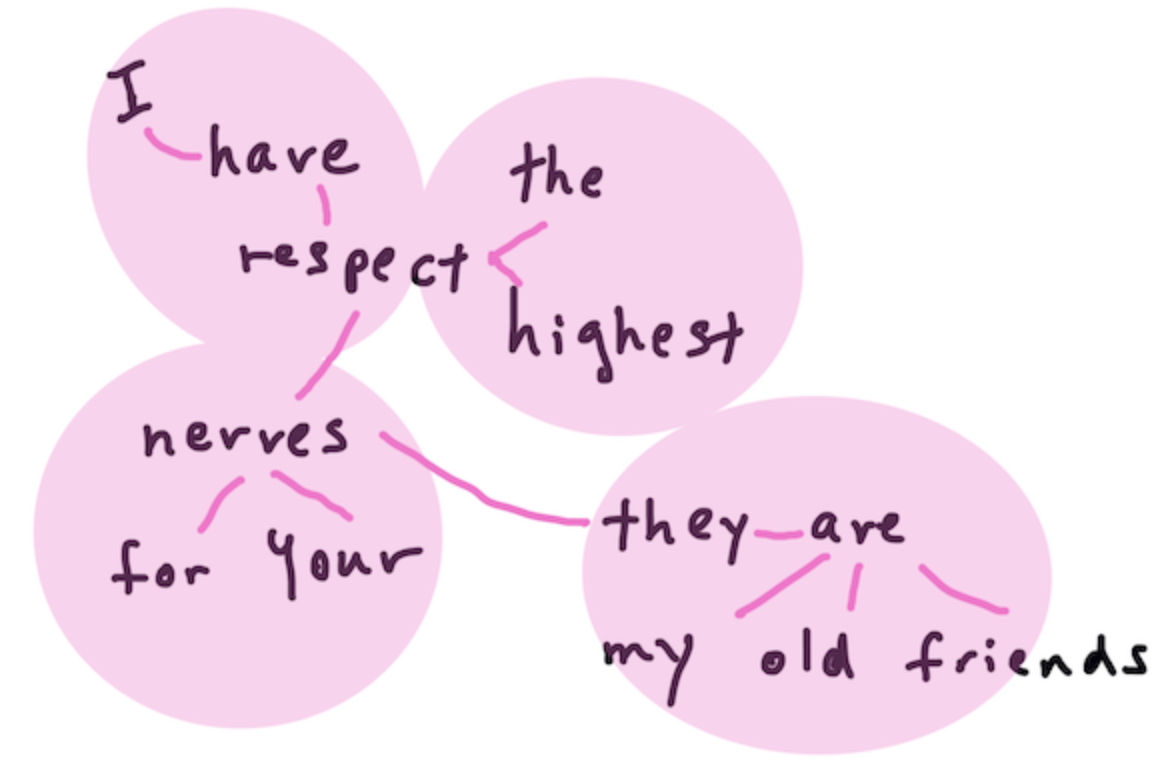 I
have
the
respect
highest
nerves
for your
they are
my old friends